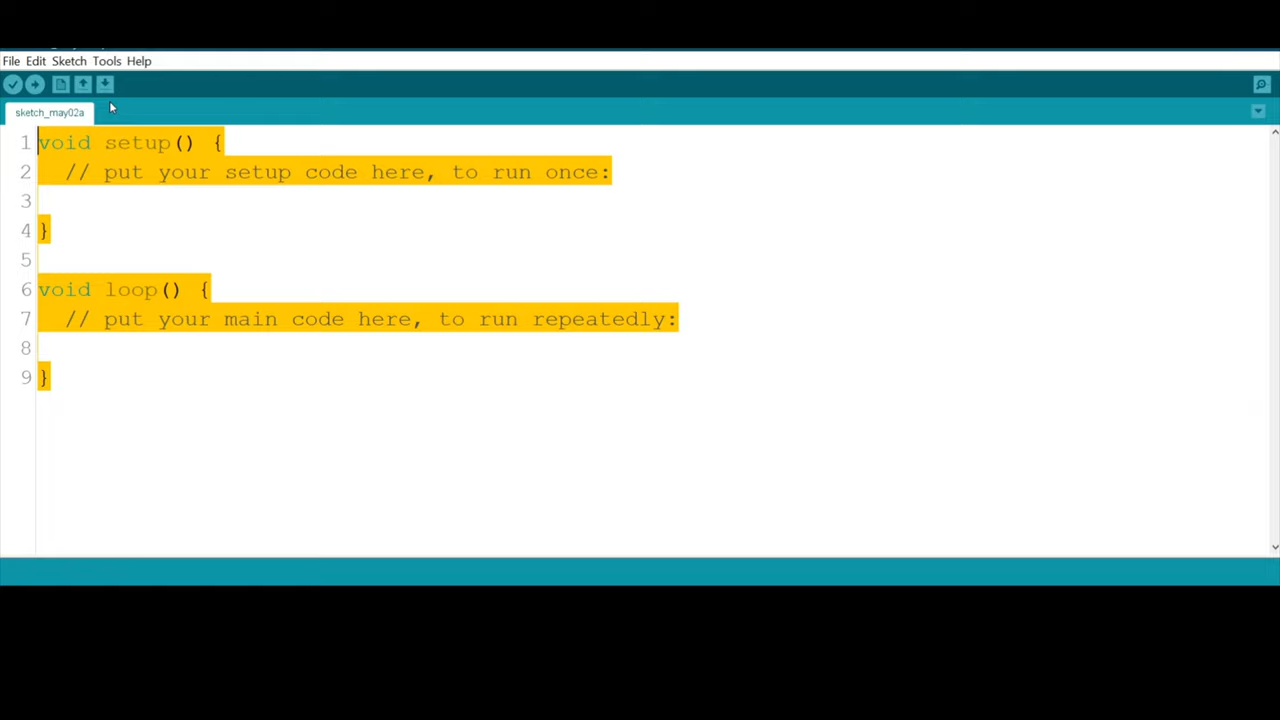 File Edit Sketch Tools Help
sketch_may02a
1 void setup() {
2 // put your setup code here, to run once:
3
4 }
5
6 void loop() {
7 // put your main code here, to run repeatedly:
8
9 }